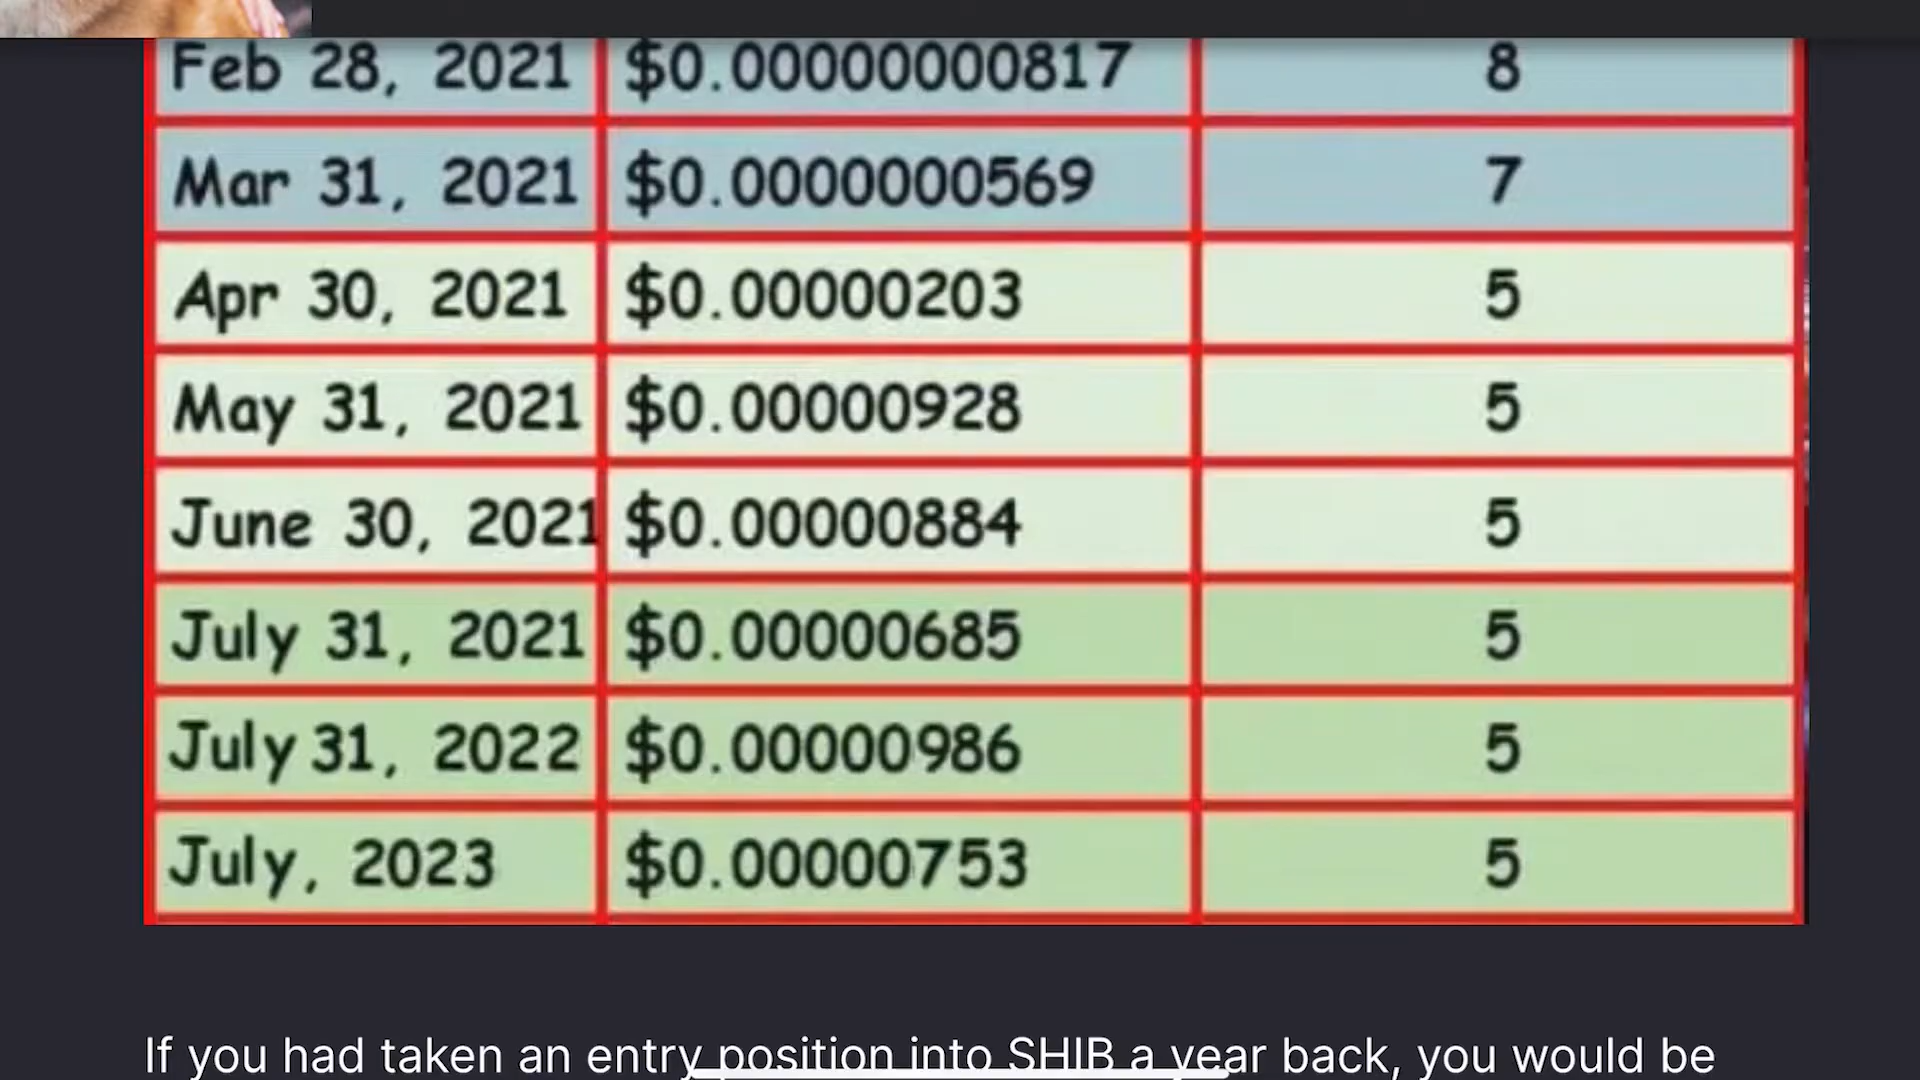 Feb 28, 2021 $0.00000000817 8
Mar 31, 2021 $0.0000000569 7
Apr 30, 2021 $0.00000203 5
May 31, 2021 $0.00000928 5
June 30, 2021 $0.00000884 5
July 31, 2021 $0.00000685 5
July 31, 2022 $0.00000986 5
July, 2023 $0.00000753 5
If you had taken an entry position into SHIB a year back, you would be